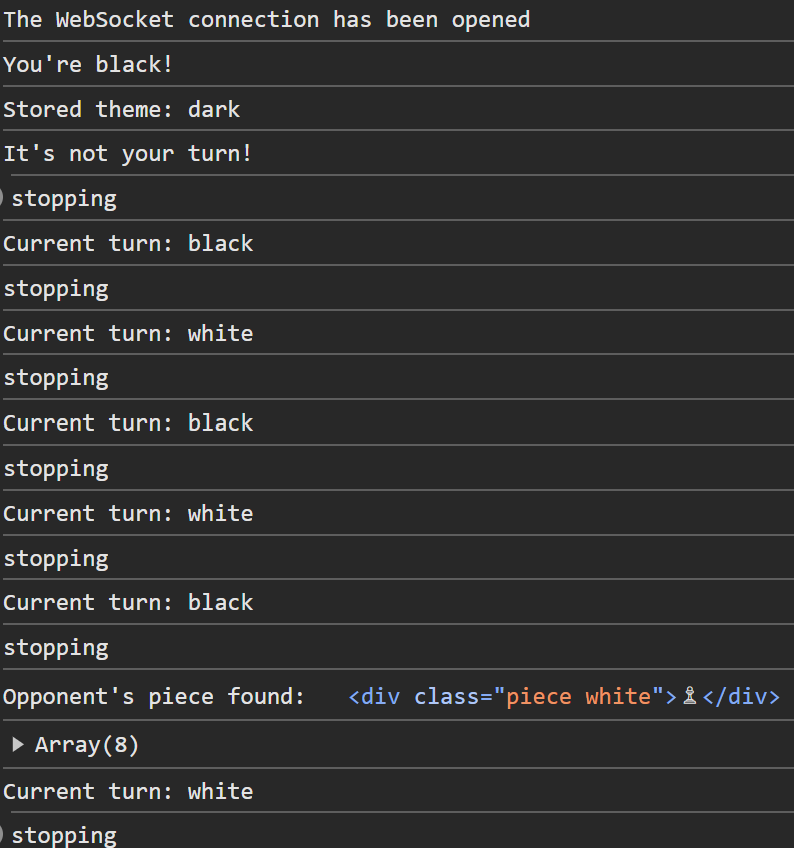 The WebSocket connection has been opened
You're black!
Stored theme: dark
It's not your turn!
stopping
Current turn: black
stopping
Current turn: white
stopping
Current turn: black
stopping
Current turn: white
stopping
Current turn: black
stopping
Opponent's piece found: <div class="piece white">♙</div>
Array(8)
Current turn: white
stopping